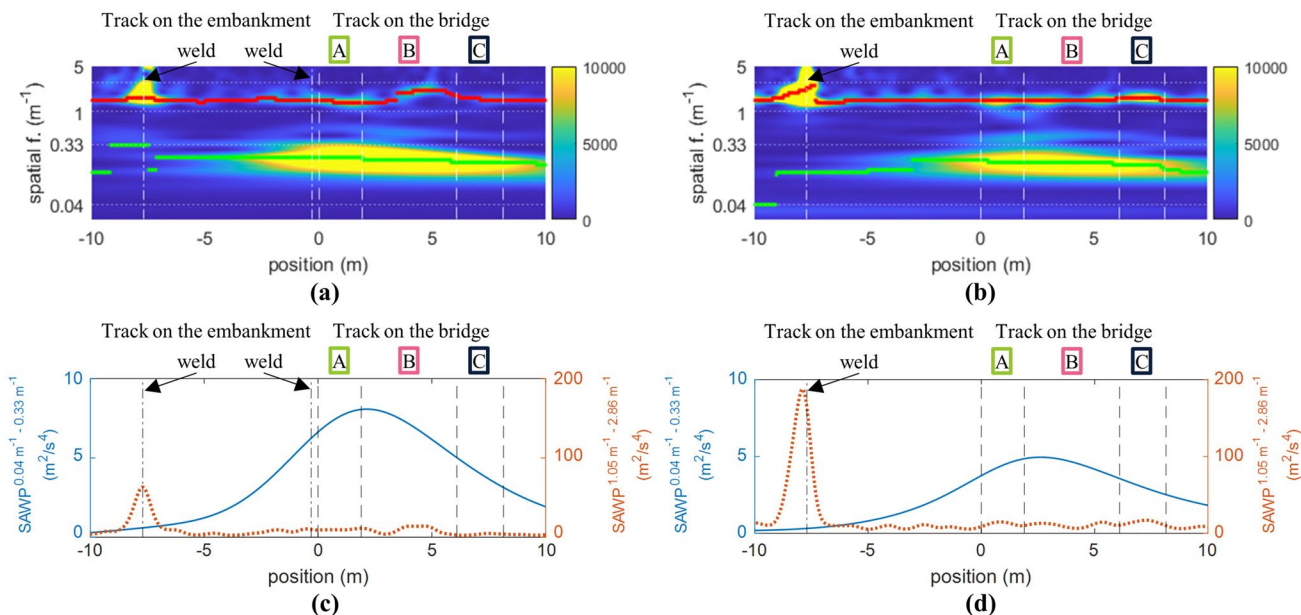 Track on the embankment Track on the bridge
weld weld A B C
5
1
0.33
0.04
spatial f. (m⁻¹)
10000
5000
0
-10 -5 0 5 10
position (m)
(a)
Track on the embankment Track on the bridge
weld A B C
5
1
0.33
0.04
spatial f. (m⁻¹)
10000
5000
0
-10 -5 0 5 10
position (m)
(b)
Track on the embankment Track on the bridge
weld weld A B C
10
5
0
SAWP^0.04 m⁻¹ - 0.33 m⁻¹
(m²/s⁴)
200
100
0
SAWP^1.05 m⁻¹ - 2.86 m⁻¹
(m²/s⁴)
-10 -5 0 5 10
position (m)
(c)
Track on the embankment Track on the bridge
weld A B C
10
5
0
SAWP^0.04 m⁻¹ - 0.33 m⁻¹
(m²/s⁴)
200
100
0
SAWP^1.05 m⁻¹ - 2.86 m⁻¹
(m²/s⁴)
-10 -5 0 5 10
position (m)
(d)